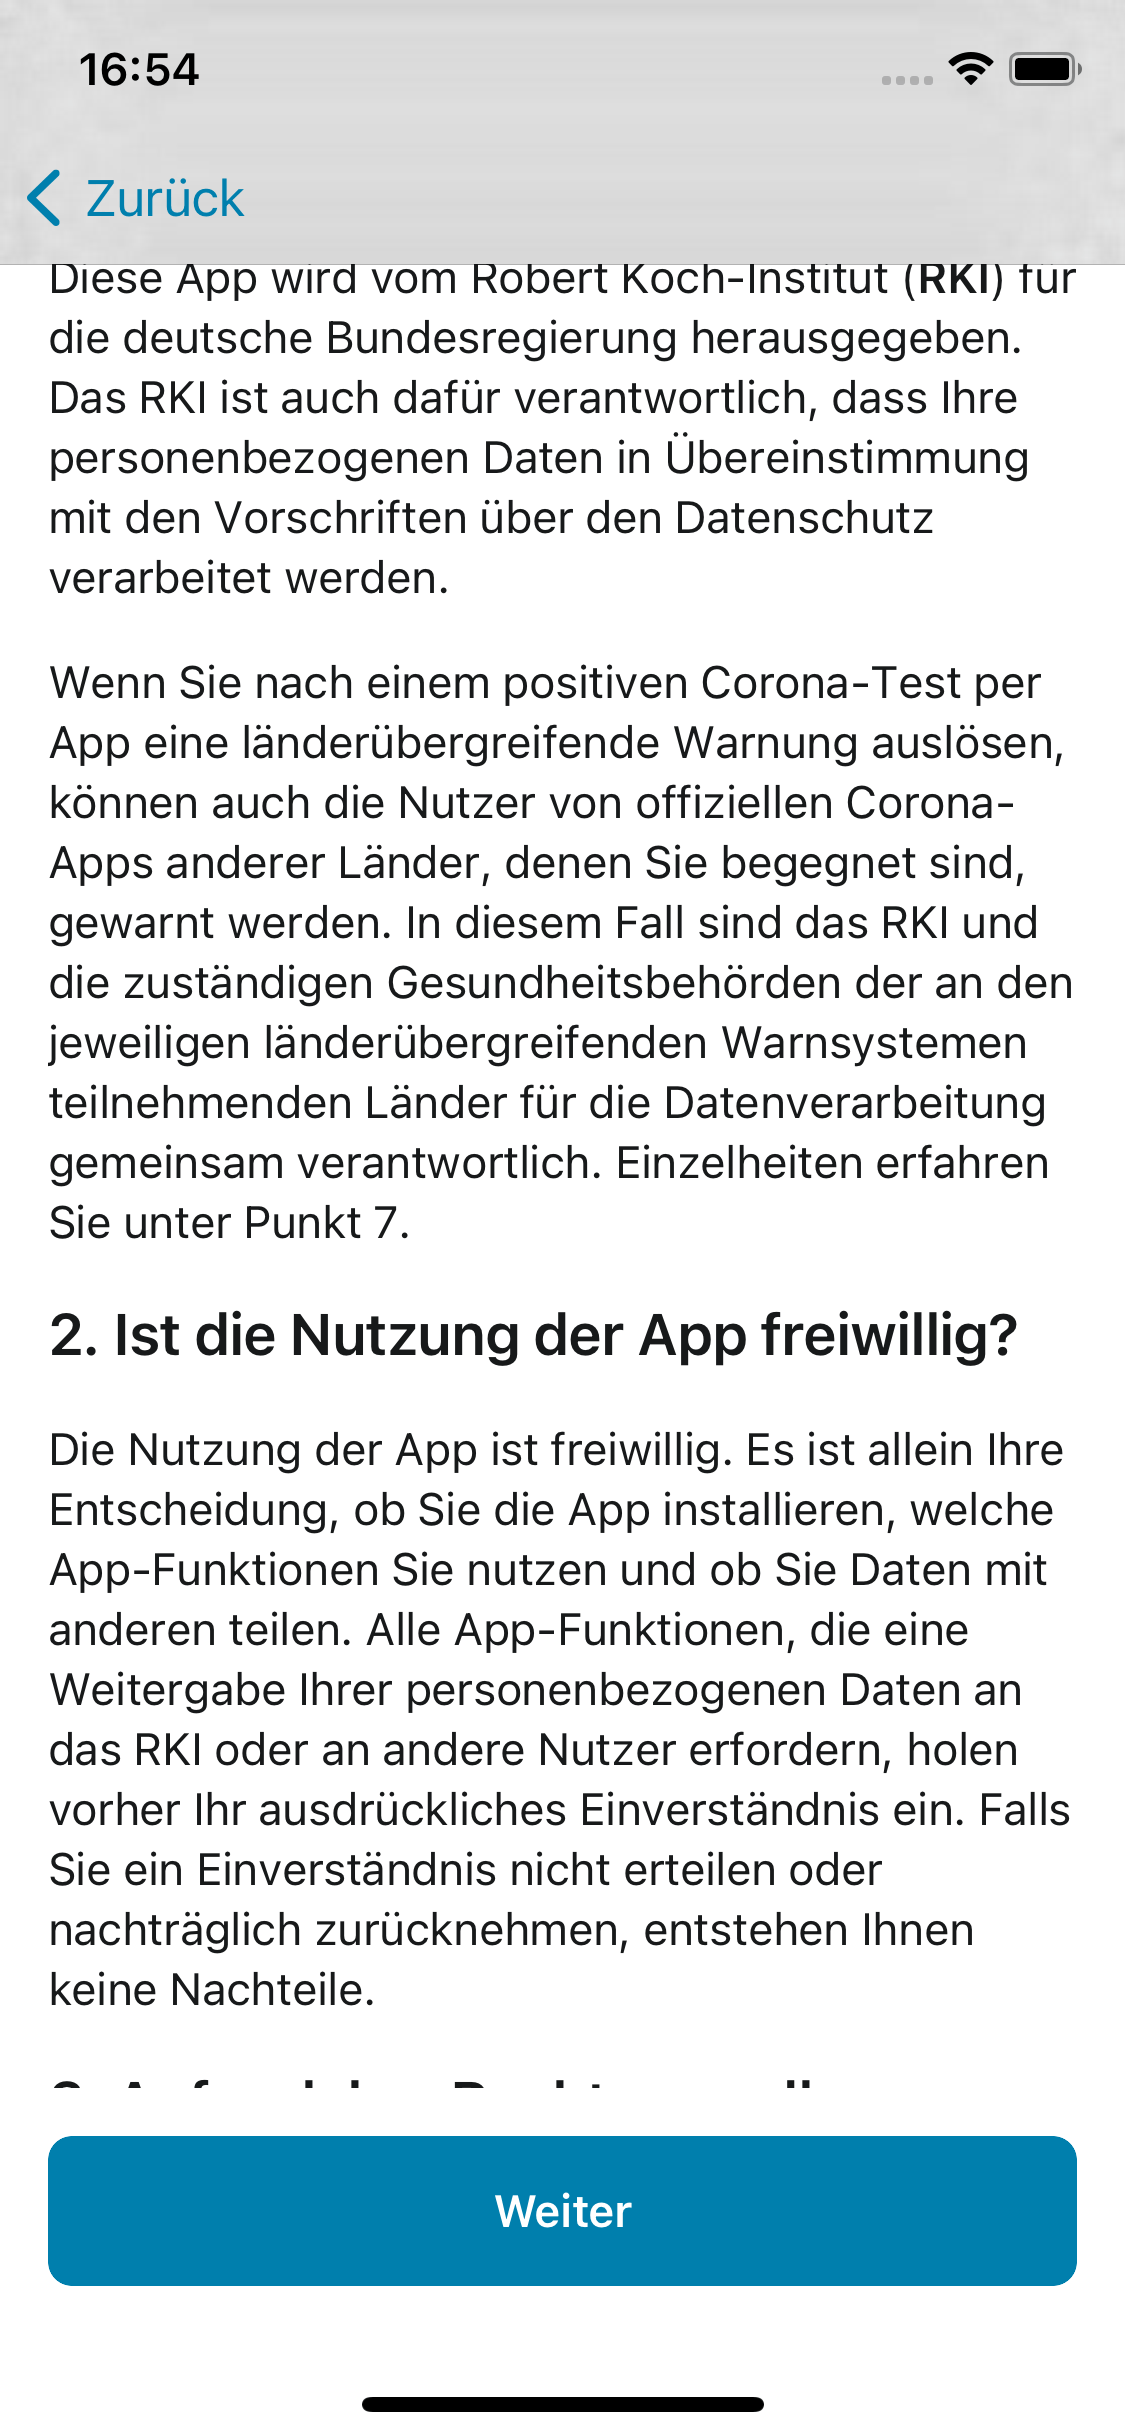 16:54
Zurück
Diese App wird vom Robert Koch-Institut (RKI) für
die deutsche Bundesregierung herausgegeben.
Das RKI ist auch dafür verantwortlich, dass Ihre
personenbezogenen Daten in Übereinstimmung
mit den Vorschriften über den Datenschutz
verarbeitet werden.
Wenn Sie nach einem positiven Corona-Test per
App eine länderübergreifende Warnung auslösen,
können auch die Nutzer von offiziellen Corona-
Apps anderer Länder, denen Sie begegnet sind,
gewarnt werden. In diesem Fall sind das RKI und
die zuständigen Gesundheitsbehörden der an den
jeweiligen länderübergreifenden Warnsystemen
teilnehmenden Länder für die Datenverarbeitung
gemeinsam verantwortlich. Einzelheiten erfahren
Sie unter Punkt 7.
2. Ist die Nutzung der App freiwillig?
Die Nutzung der App ist freiwillig. Es ist allein Ihre
Entscheidung, ob Sie die App installieren, welche
App-Funktionen Sie nutzen und ob Sie Daten mit
anderen teilen. Alle App-Funktionen, die eine
Weitergabe Ihrer personenbezogenen Daten an
das RKI oder an andere Nutzer erfordern, holen
vorher Ihr ausdrückliches Einverständnis ein. Falls
Sie ein Einverständnis nicht erteilen oder
nachträglich zurücknehmen, entstehen Ihnen
keine Nachteile.
Weiter